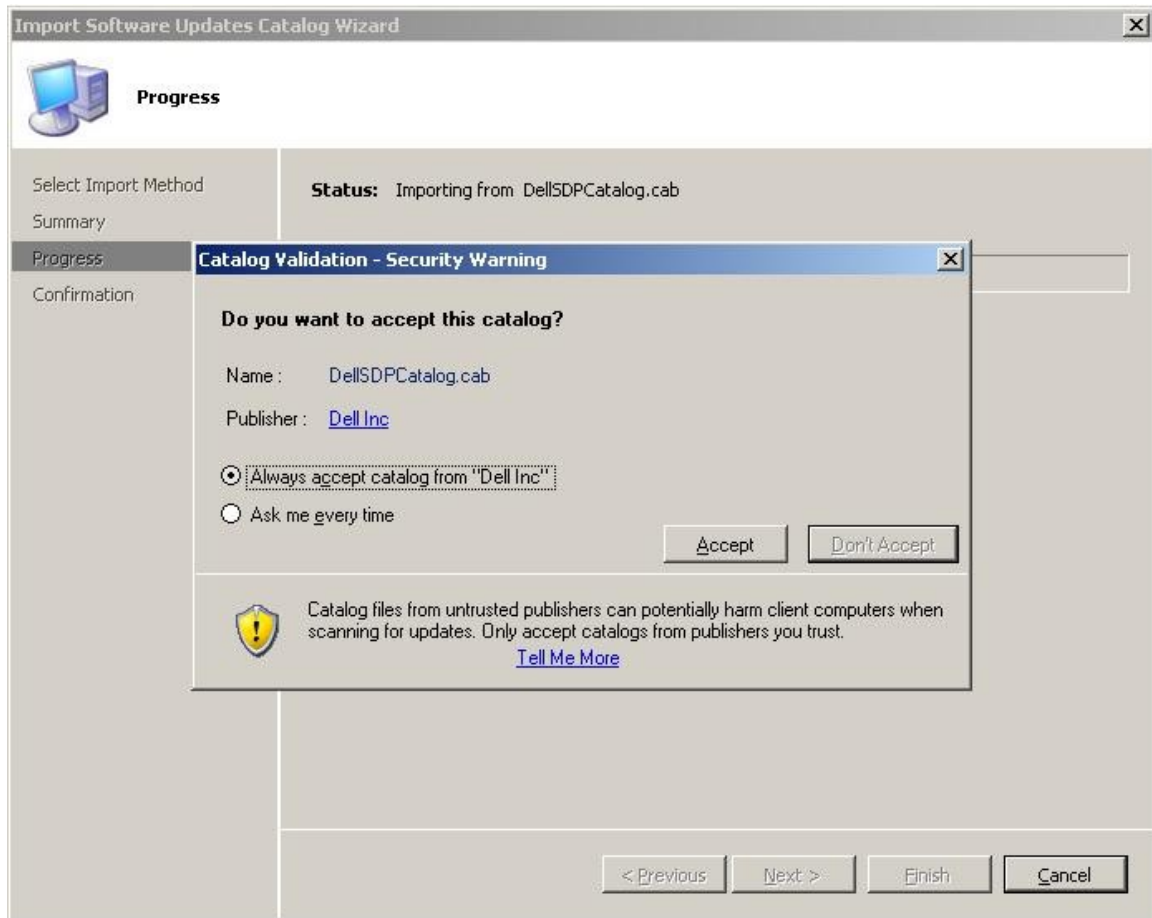 Import Software Updates Catalog Wizard
Progress
Select Import Method
Summary
Progress
Confirmation
Status: Importing from DellSDPCatalog.cab
Catalog Validation - Security Warning
Do you want to accept this catalog?
Name : DellSDPCatalog.cab
Publisher : Dell Inc
Always accept catalog from "Dell Inc"
Ask me every time
Accept Don't Accept
Catalog files from untrusted publishers can potentially harm client computers when
scanning for updates. Only accept catalogs from publishers you trust.
Tell Me More
< Previous Next > Finish Cancel